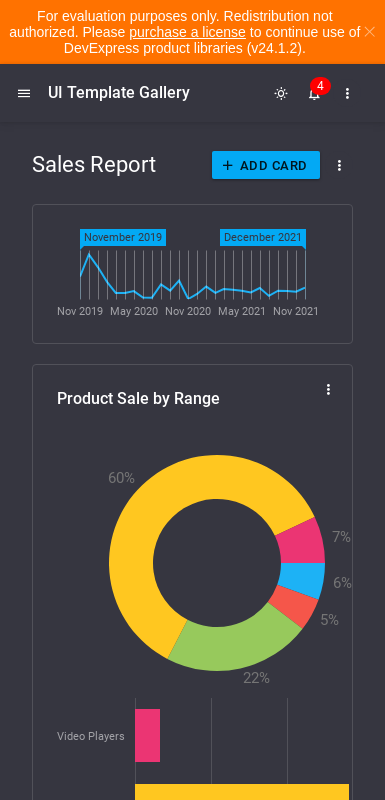 For evaluation purposes only. Redistribution not
authorized. Please purchase a license to continue use of
DevExpress product libraries (v24.1.2).
UI Template Gallery
4
Sales Report
ADD CARD
November 2019
December 2021
Nov 2019 May 2020 Nov 2020 May 2021 Nov 2021
Product Sale by Range
60%
7%
6%
5%
22%
Video Players